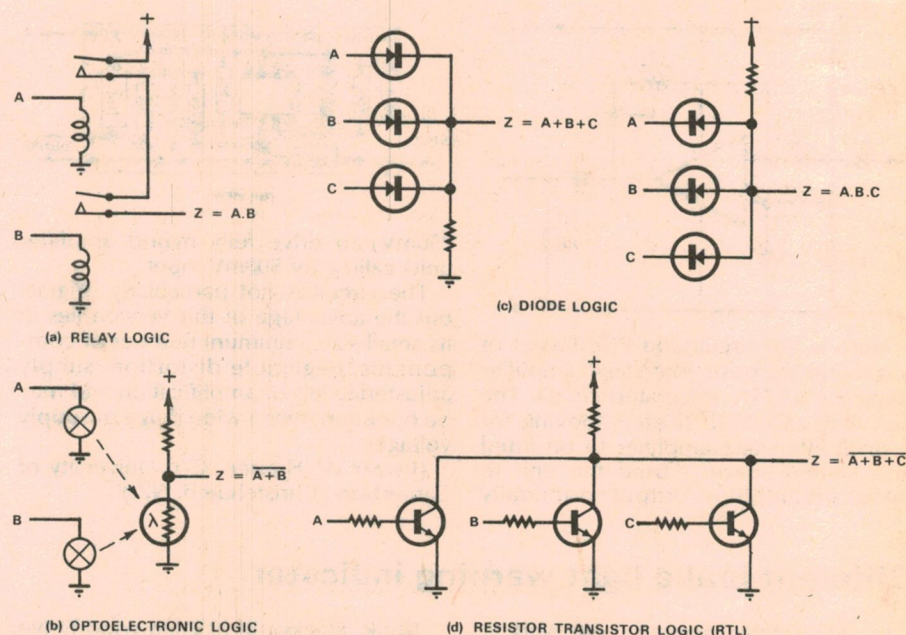 +
A
Z = A.B
B
(a) RELAY LOGIC
A
B
Z = A+B+C
C
+
A
B
Z = A.B.C
C
(c) DIODE LOGIC
A
+
Z = A̅+̅B̅
B
λ
(b) OPTOELECTRONIC LOGIC
+
Z = A̅+̅B̅+̅C̅
A
B
C
(d) RESISTOR TRANSISTOR LOGIC (RTL)